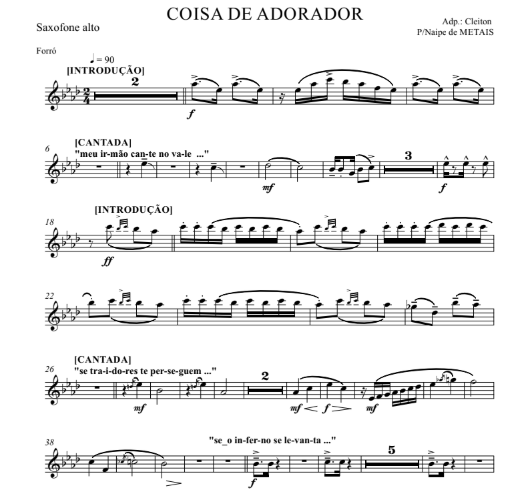 COISA DE ADORADOR
Saxofone alto
Adp.: Cleiton
P/Naipe de METAIS
Forró
♩ = 90
[INTRODUÇÃO]
2
4
2
f
[CANTADA]
6
"meu ir-mão can-te no va-le ..."
3
mf
f
[INTRODUÇÃO]
18
ff
22
[CANTADA]
26
"se tra-i-do-res te per-se-guem ..."
2
mf
mf
f
mf
38
"se_o in-fer-no se le-van-ta ..."
5
f